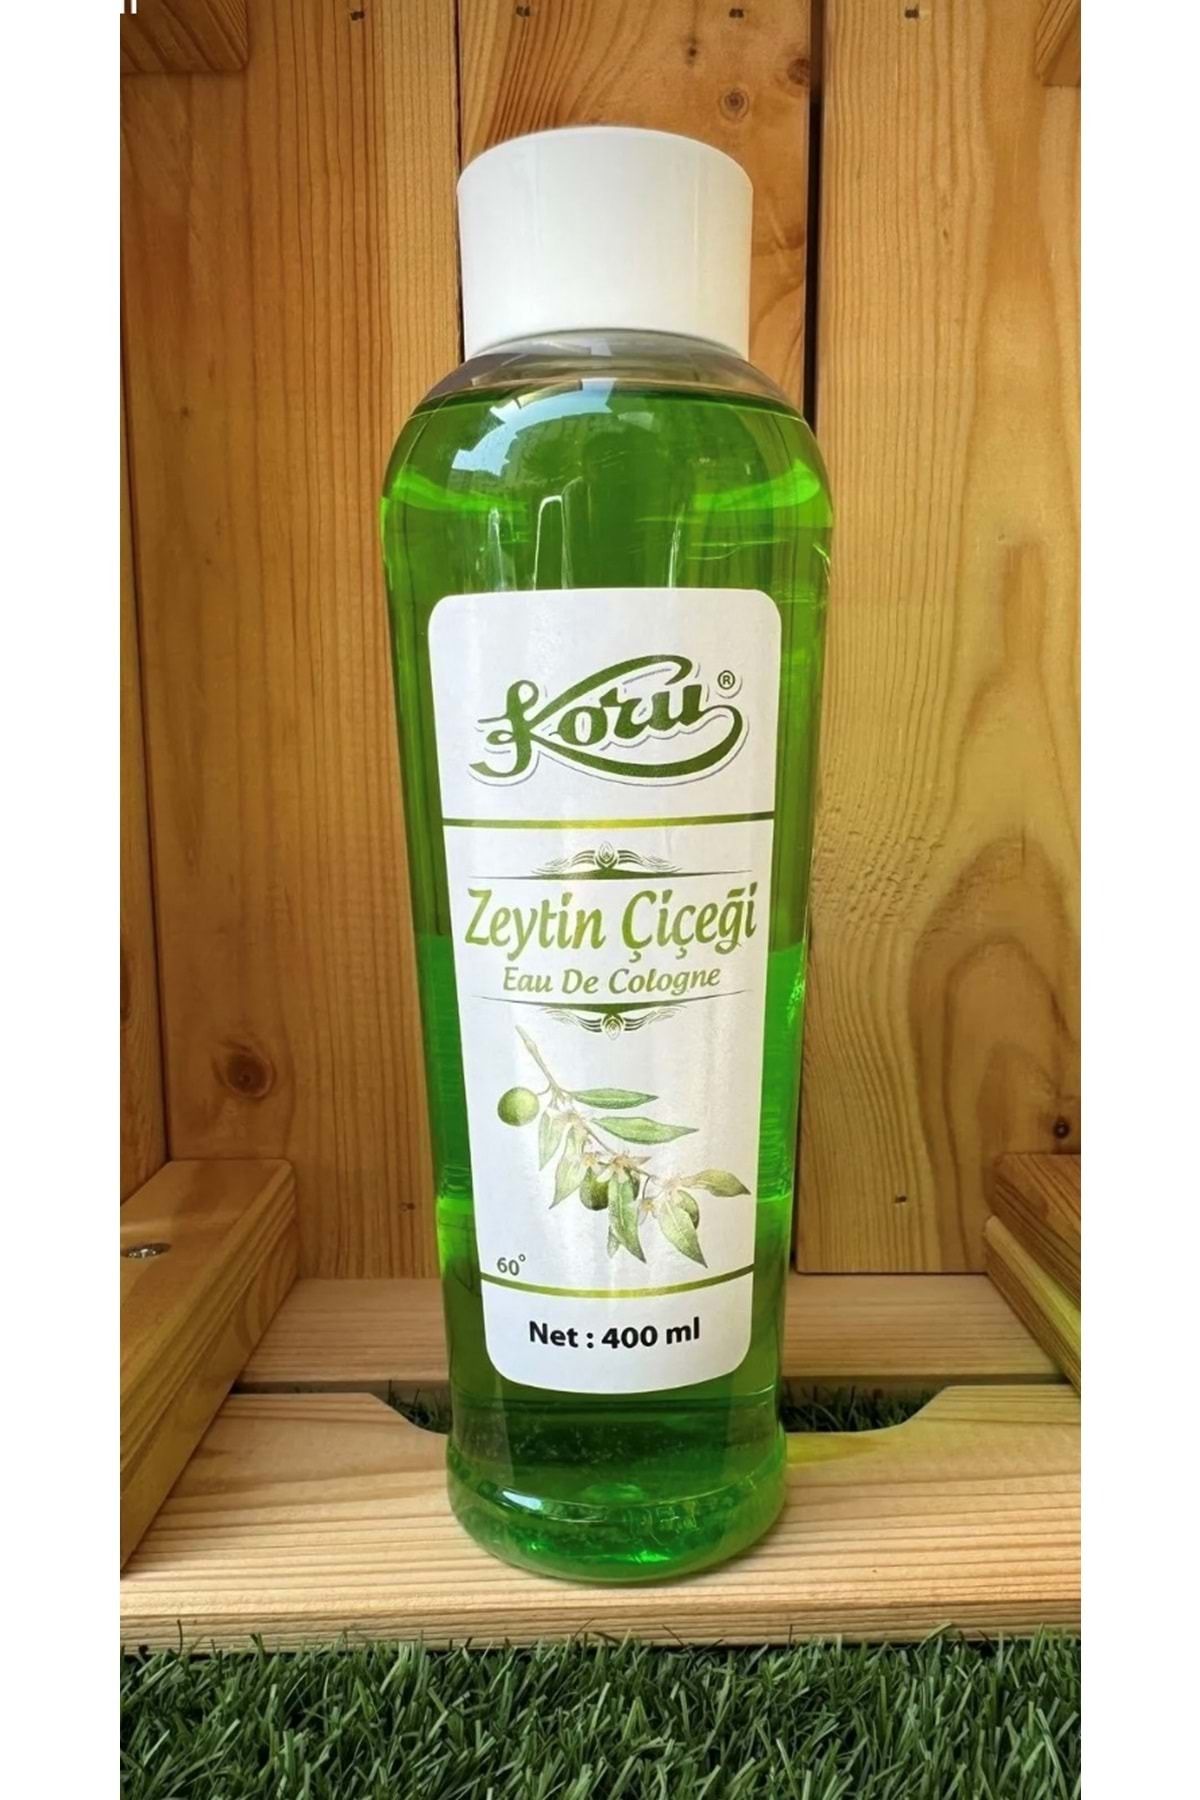 Koru®
Zeytin Çiçeği
Eau De Cologne
60°
Net : 400 ml